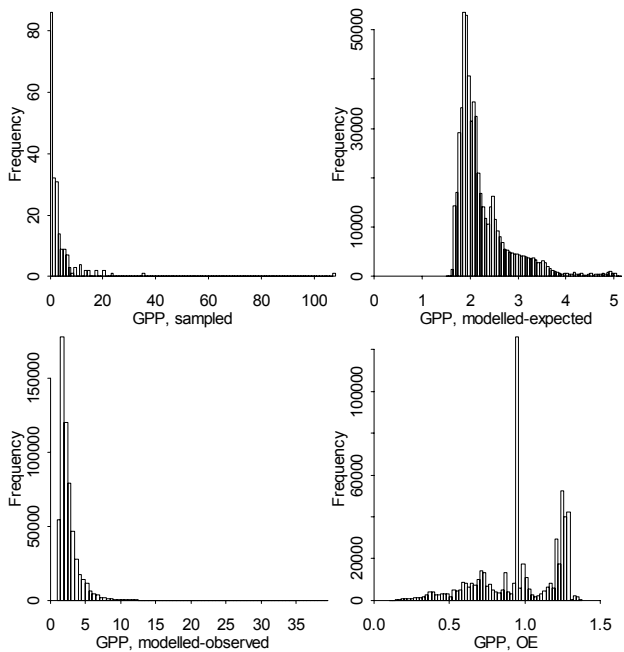 Frequency
0 20 40 60 80
0 20 40 60 80 100
GPP, sampled
Frequency
0 10000 30000 50000
0 1 2 3 4 5
GPP, modelled-expected
Frequency
0 50000 100000 150000
0 5 10 15 20 25 30 35
GPP, modelled-observed
Frequency
0 20000 60000 100000
0.0 0.5 1.0 1.5
GPP, OE